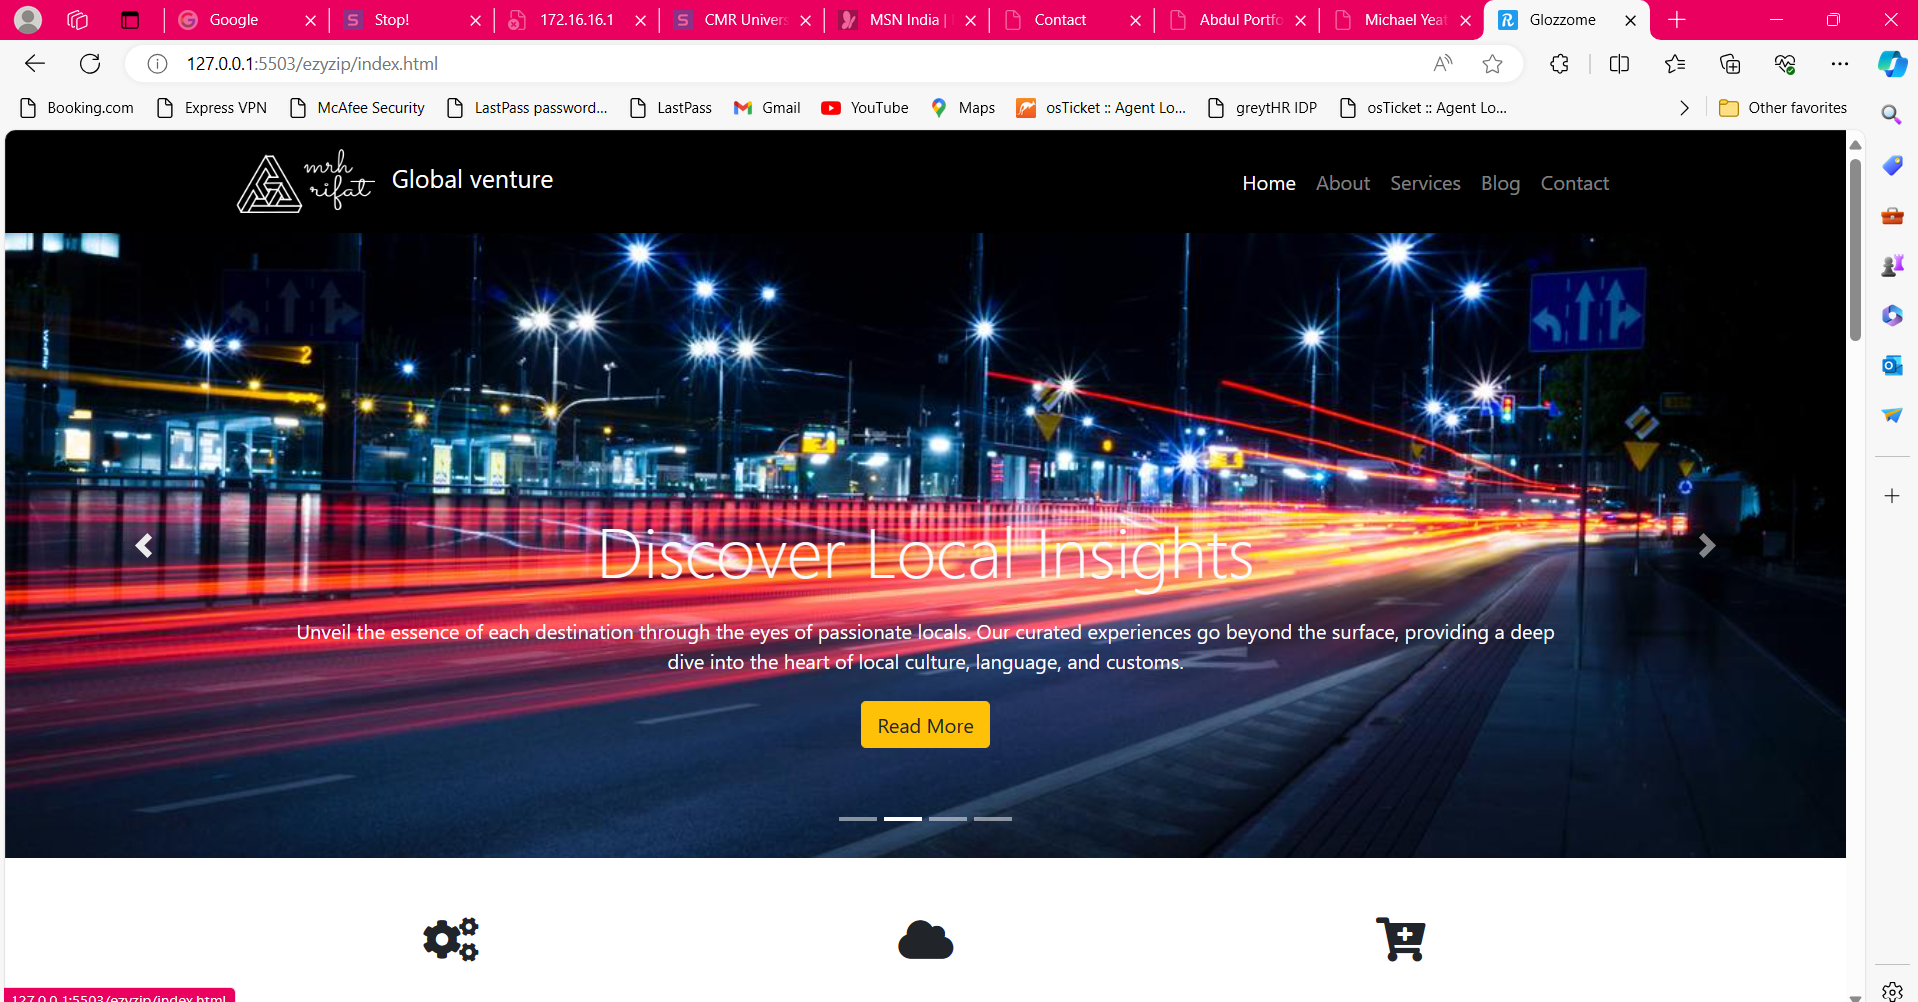 Google
Stop!
172.16.16.1
CMR Univers
MSN India |
Contact
Abdul Portfo
Michael Yeat
Glozzome
127.0.0.1:5503/ezyzip/index.html
Booking.com
Express VPN
McAfee Security
LastPass password...
LastPass
Gmail
YouTube
Maps
osTicket :: Agent Lo...
greytHR IDP
osTicket :: Agent Lo...
Other favorites
mrh
rifat
Global venture
Home
About
Services
Blog
Contact
2
Discover Local Insights
Unveil the essence of each destination through the eyes of passionate locals. Our curated experiences go beyond the surface, providing a deep
dive into the heart of local culture, language, and customs.
Read More
127.0.0.1:5503/ezyzip/index.html